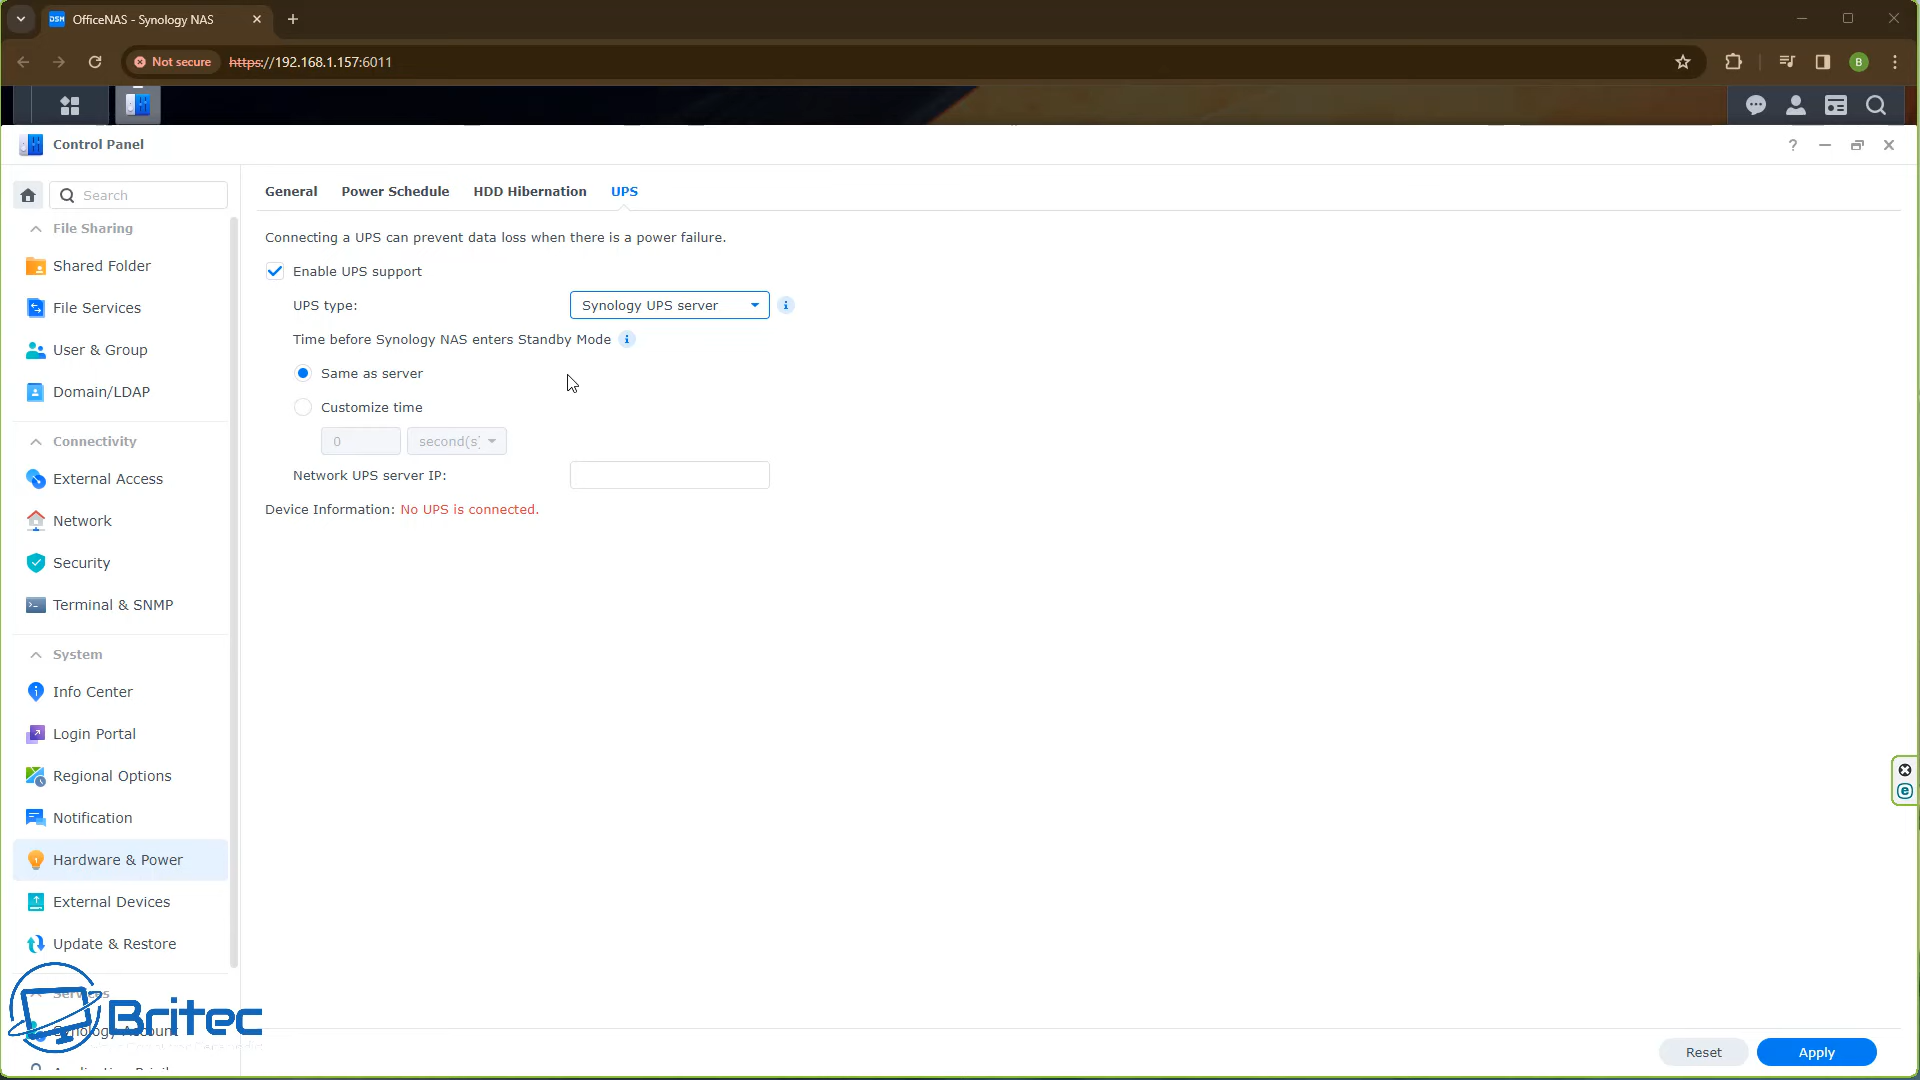 OfficeNAS - Synology NAS
Not secure
https://192.168.1.157:6011
B
Control Panel
Search
General
Power Schedule
HDD Hibernation
UPS
File Sharing
Shared Folder
File Services
User & Group
Domain/LDAP
Connectivity
External Access
Network
Security
Terminal & SNMP
System
Info Center
Login Portal
Regional Options
Notification
Hardware & Power
External Devices
Update & Restore
Services
Synology Account
Britec
Connecting a UPS can prevent data loss when there is a power failure.
Enable UPS support
UPS type:
Synology UPS server
Time before Synology NAS enters Standby Mode
Same as server
Customize time
0
second(s)
Network UPS server IP:
Device Information: No UPS is connected.
Reset
Apply